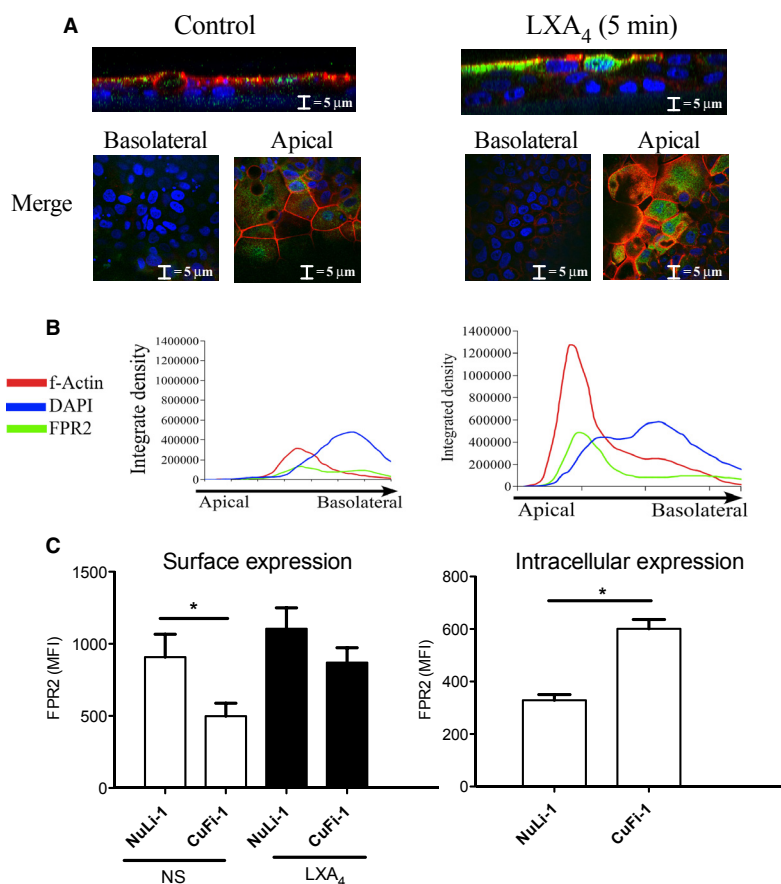 A
Control
LXA4 (5 min)
= 5 µm
= 5 µm
Basolateral
Apical
Basolateral
Apical
Merge
= 5 µm
= 5 µm
= 5 µm
= 5 µm
B
f-Actin
DAPI
FPR2
Integrate density
1400000
1200000
1000000
800000
600000
400000
200000
0
Apical
Basolateral
Integrated density
1400000
1200000
1000000
800000
600000
400000
200000
0
Apical
Basolateral
C
Surface expression
FPR2 (MFI)
1500
1000
500
0
*
NuLi-1
CuFi-1
NuLi-1
CuFi-1
NS
LXA4
Intracellular expression
FPR2 (MFI)
800
600
400
200
0
*
NuLi-1
CuFi-1